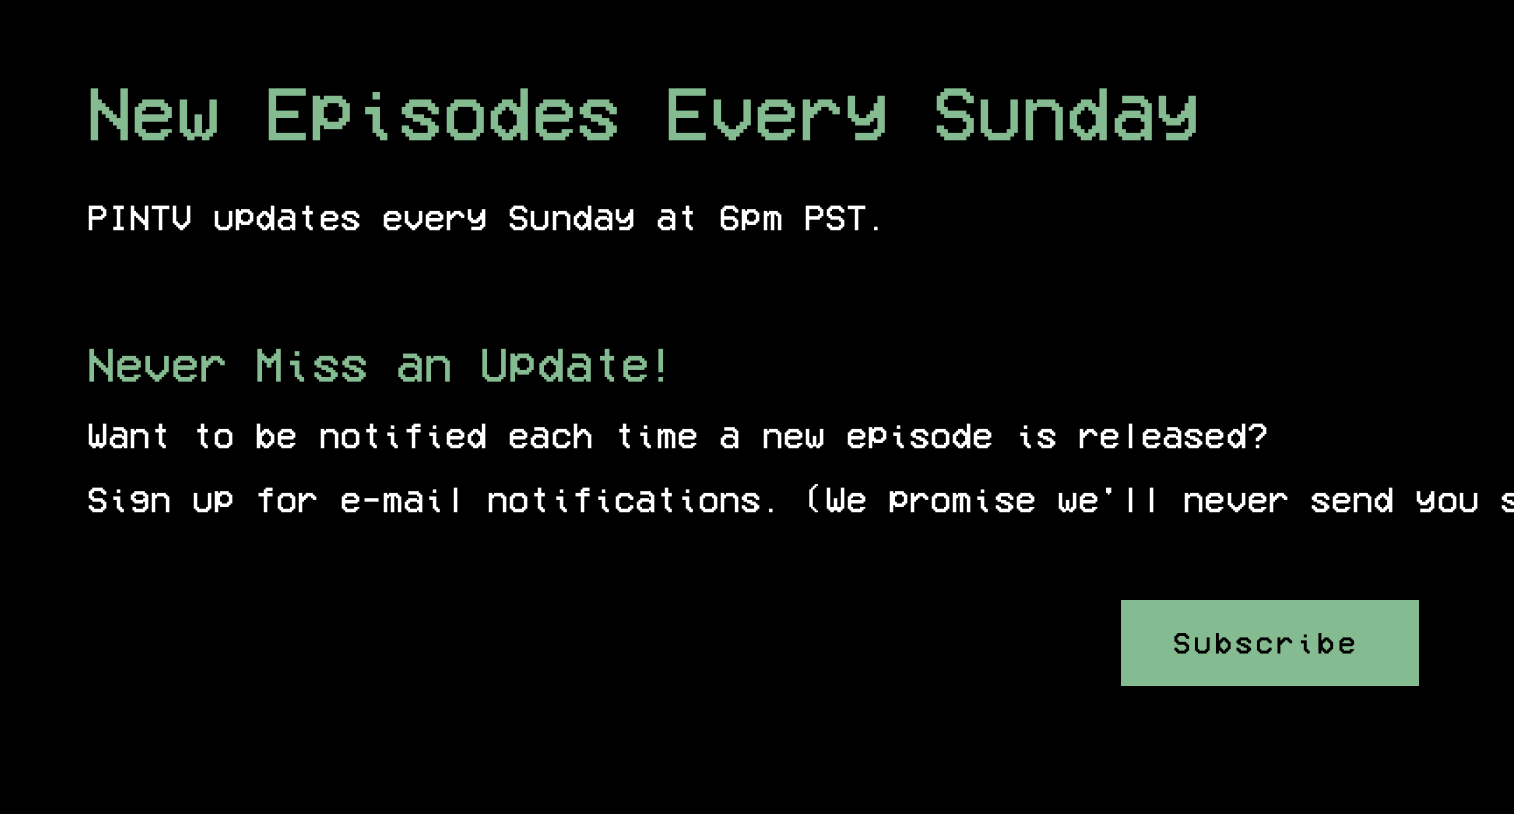 New Episodes Every Sunday
PINTV updates every Sunday at 6pm PST.
Never Miss an Update!
Want to be notified each time a new episode is released?
Sign up for e-mail notifications. (We promise we'll never send you
Subscribe